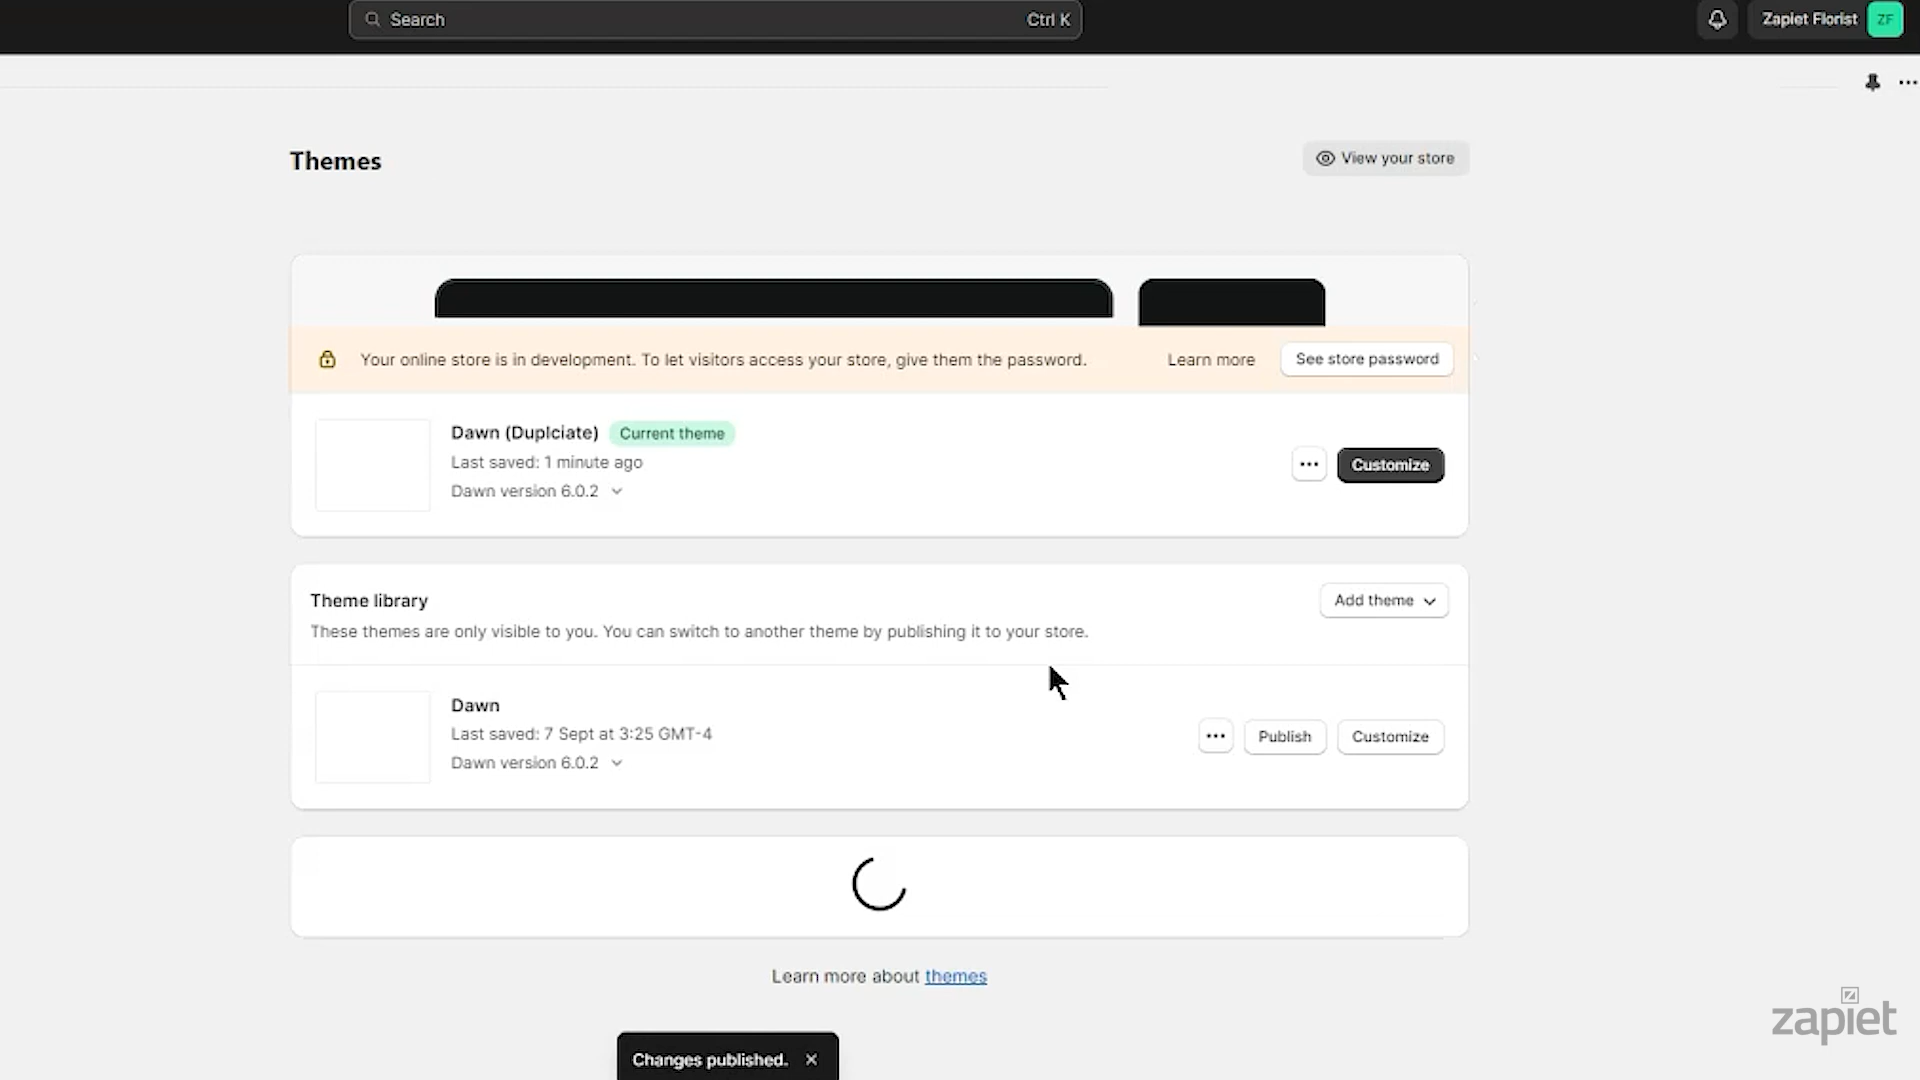 Search
Ctrl K
Zapiet Florist
ZF
Themes
View your store
Your online store is in development. To let visitors access your store, give them the password.
Learn more
See store password
Dawn (Duplciate)
Current theme
Last saved: 1 minute ago
Dawn version 6.0.2
Customize
Theme library
Add theme
These themes are only visible to you. You can switch to another theme by publishing it to your store.
Dawn
Last saved: 7 Sept at 3:25 GMT-4
Dawn version 6.0.2
Publish
Customize
Learn more about themes
zapiet
Changes published.